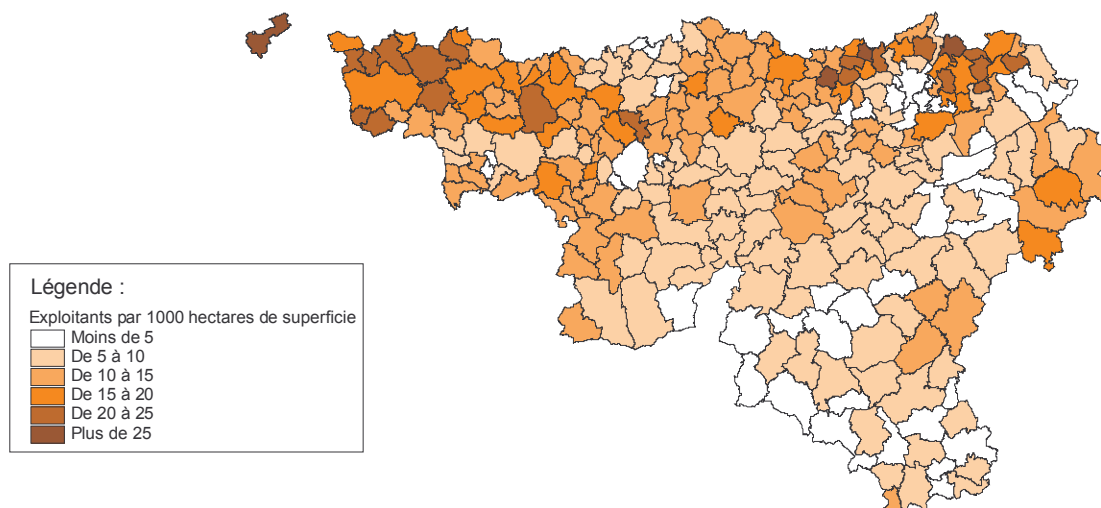 Légende :
Exploitants par 1000 hectares de superficie
Moins de 5
De 5 à 10
De 10 à 15
De 15 à 20
De 20 à 25
Plus de 25